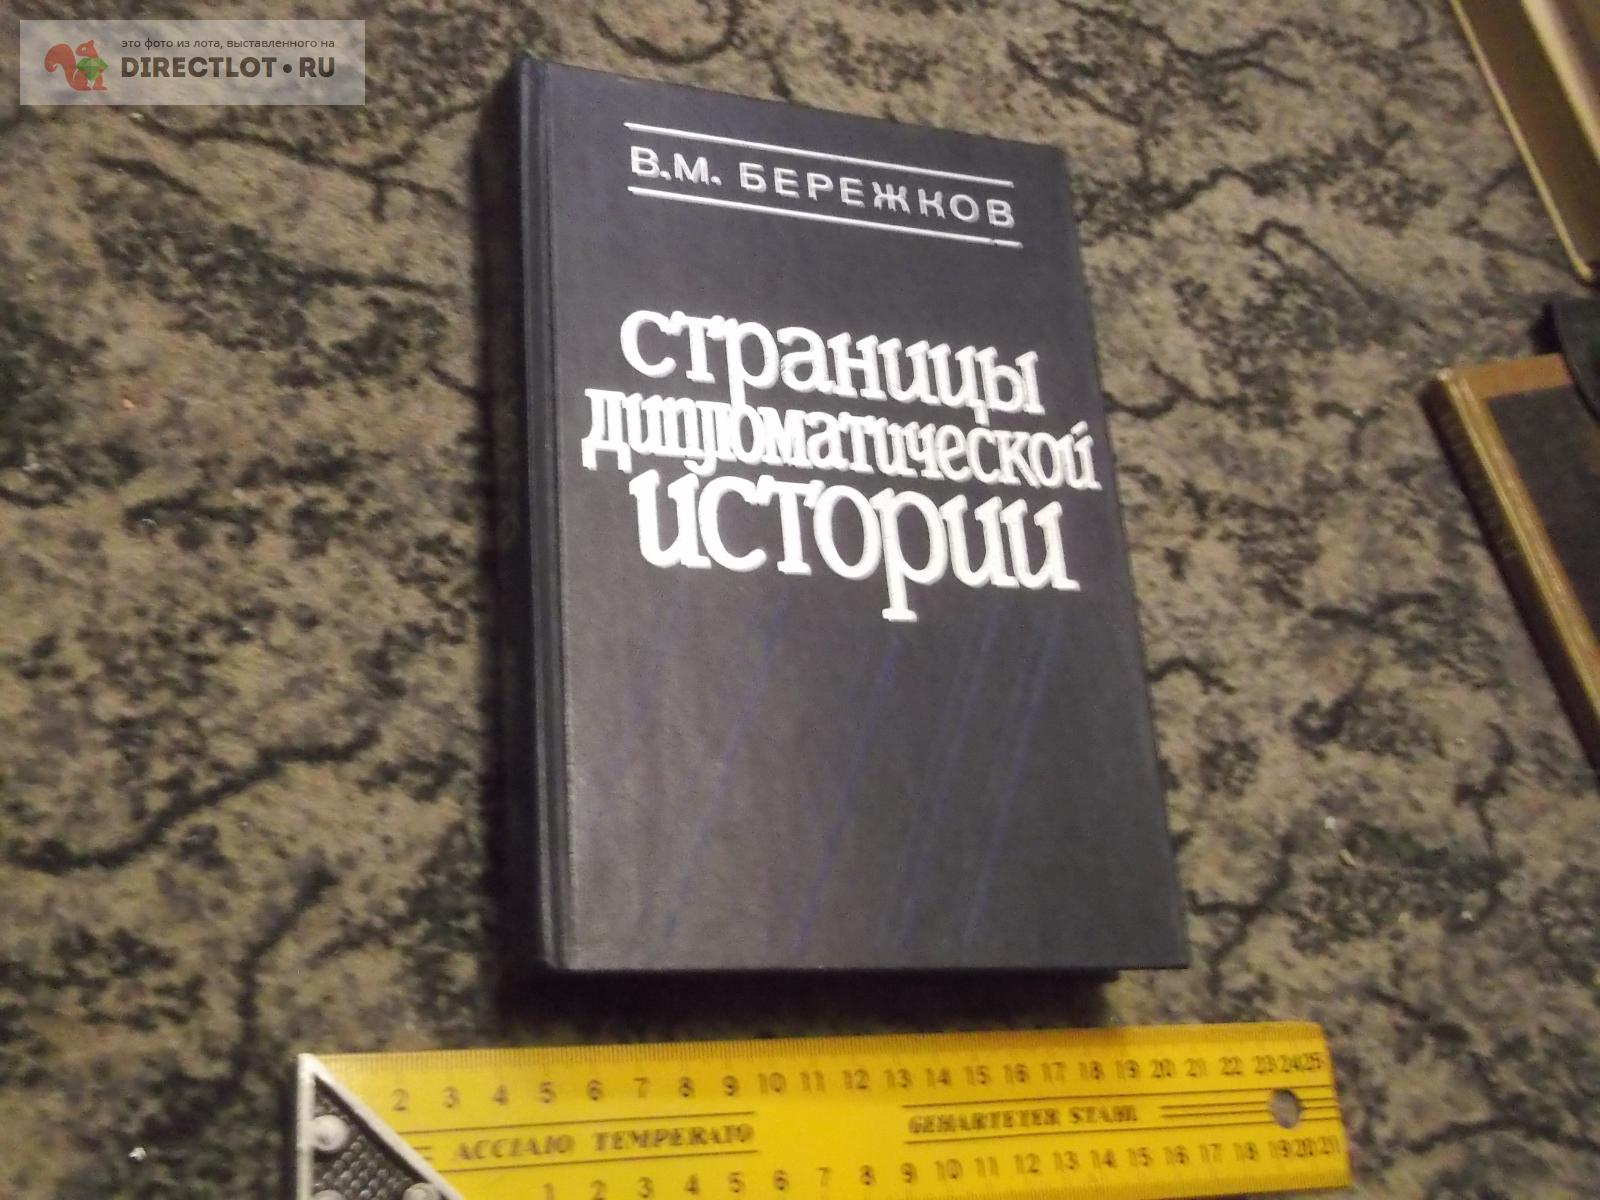 это фото из лота, выставленного на
DIRECTLOT•RU
В.М. БЕРЕЖКОВ
страницы
дипломатической
истории
2 3 4 5 6 7 8 9 10 11 12 13 14 15 16 17 18 19 20 21 22 23 24 25
ACCIAIO TEMPERATO
GEHARTETER STAHL
1 2 3 4 5 6 7 8 9 10 11 12 13 14 15 16 17 18 19 20 21